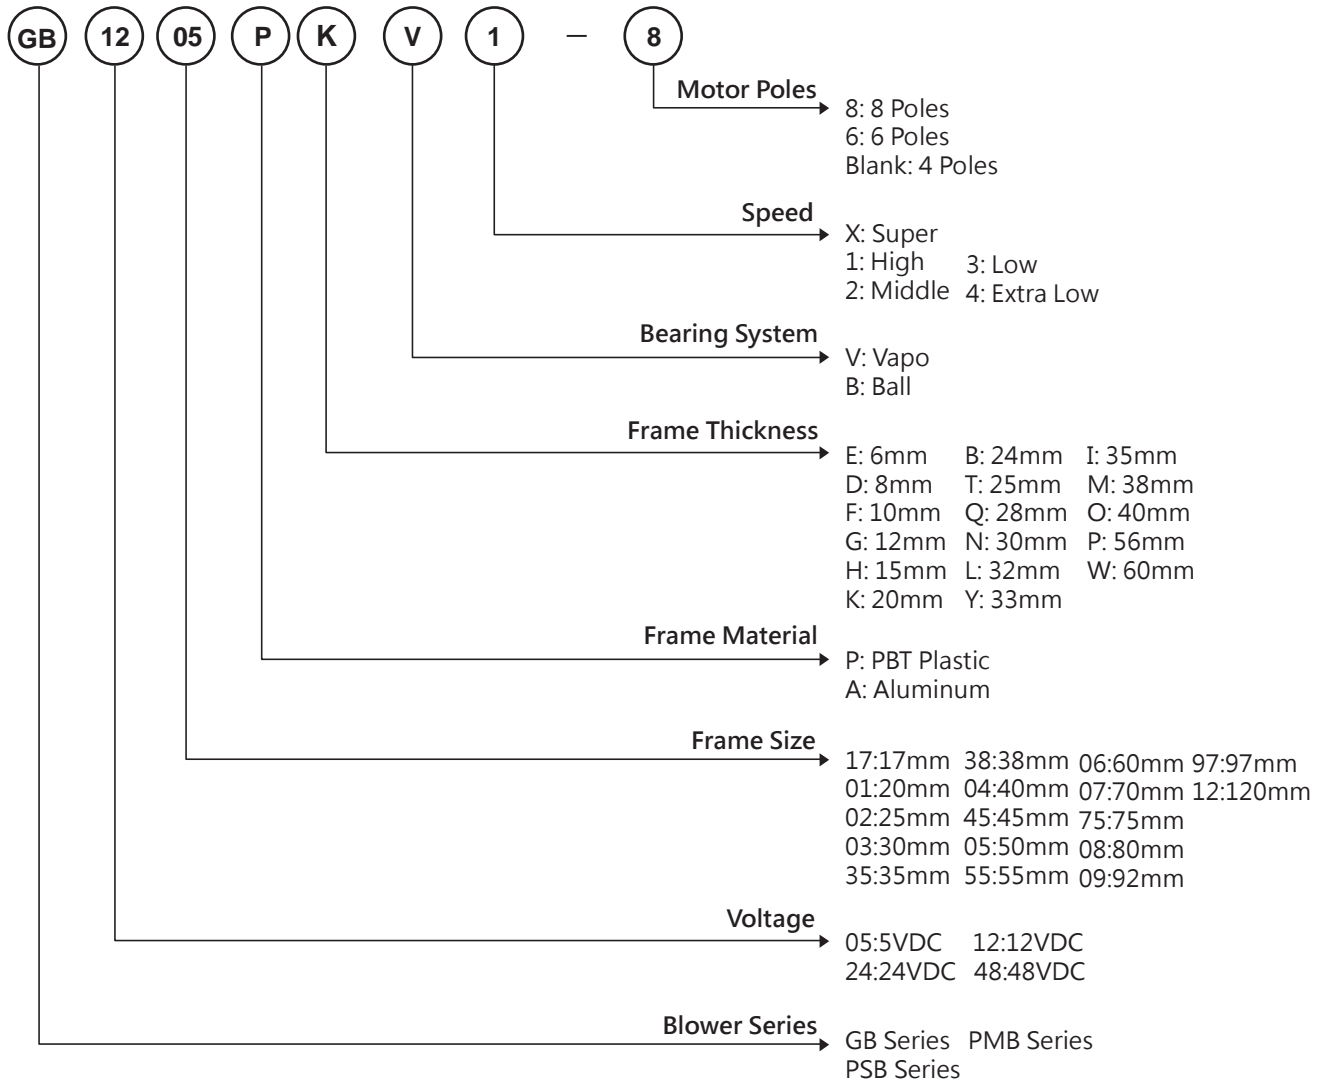 GB 12 05 P K V 1 – 8
Motor Poles
8: 8 Poles
6: 6 Poles
Blank: 4 Poles
Speed
X: Super
1: High 3: Low
2: Middle 4: Extra Low
Bearing System
V: Vapo
B: Ball
Frame Thickness
E: 6mm B: 24mm I: 35mm
D: 8mm T: 25mm M: 38mm
F: 10mm Q: 28mm O: 40mm
G: 12mm N: 30mm P: 56mm
H: 15mm L: 32mm W: 60mm
K: 20mm Y: 33mm
Frame Material
P: PBT Plastic
A: Aluminum
Frame Size
17:17mm 38:38mm 06:60mm 97:97mm
01:20mm 04:40mm 07:70mm 12:120mm
02:25mm 45:45mm 75:75mm
03:30mm 05:50mm 08:80mm
35:35mm 55:55mm 09:92mm
Voltage
05:5VDC 12:12VDC
24:24VDC 48:48VDC
Blower Series
GB Series PMB Series
PSB Series